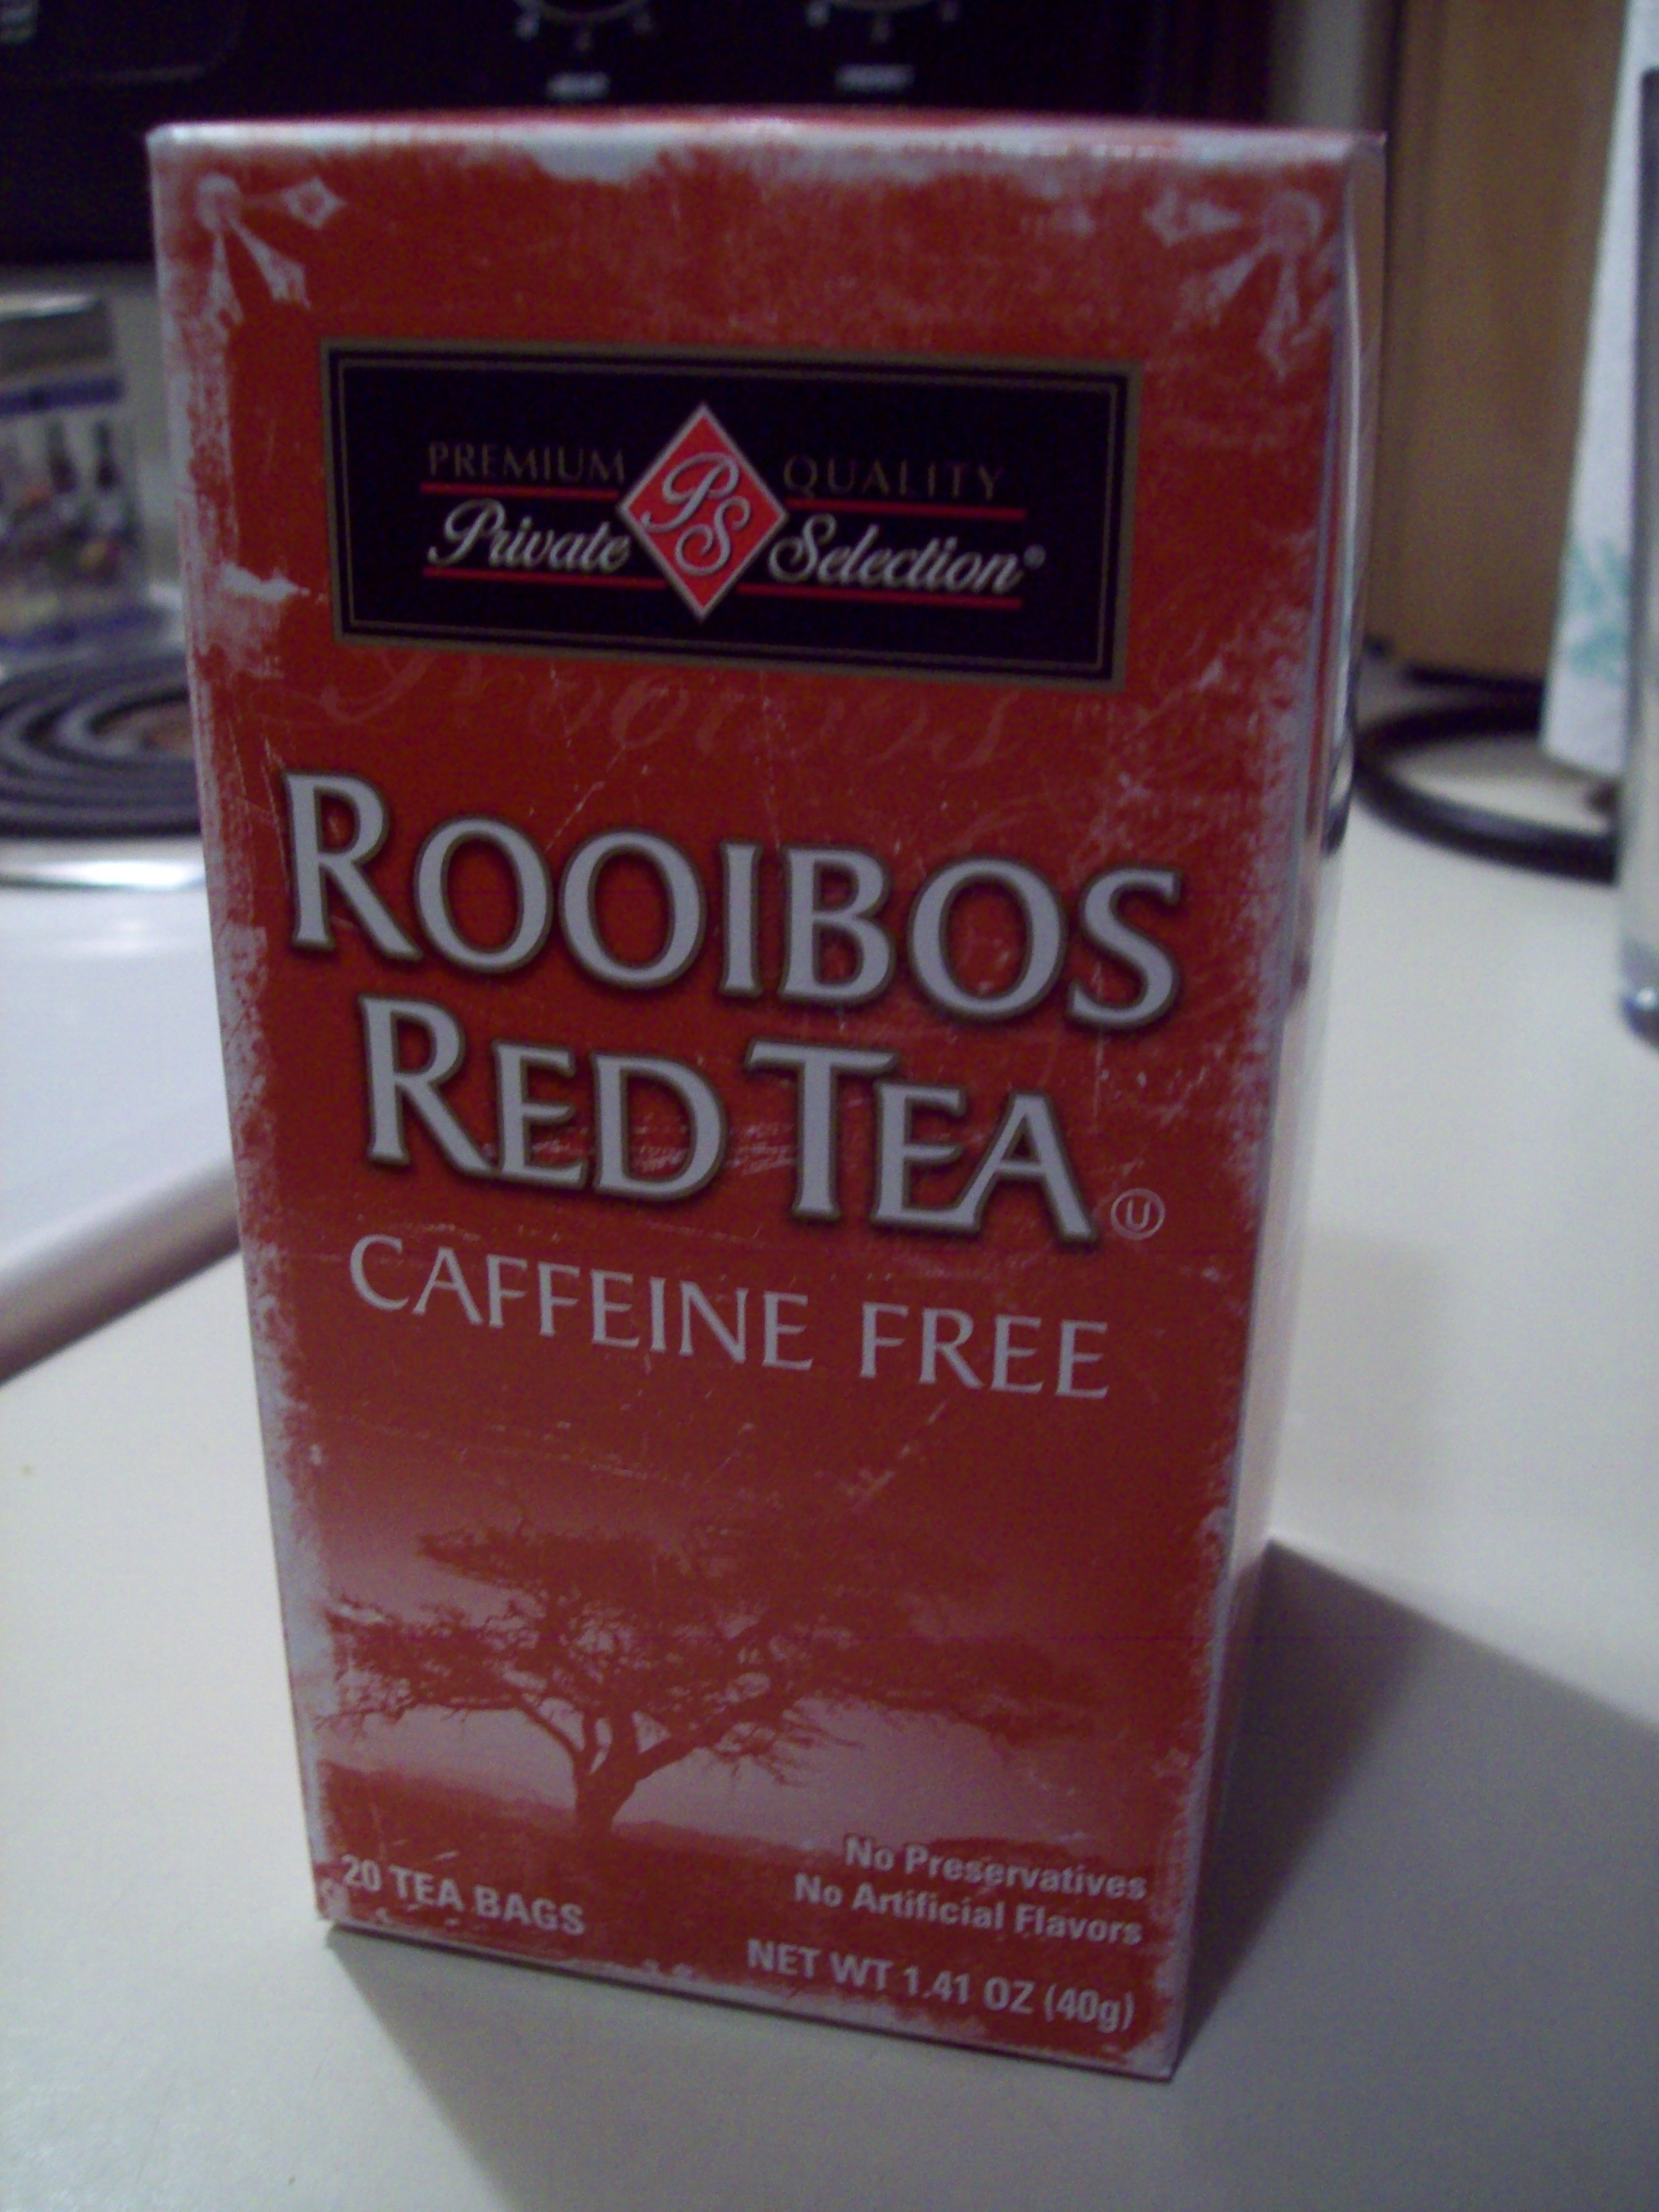 PREMIUM QUALITY
Private PS Selection®
Rooibos
ROOIBOS
RED TEA
Ⓤ
CAFFEINE FREE
No Preservatives
No Artificial Flavors
20 TEA BAGS
NET WT 1.41 OZ (40g)